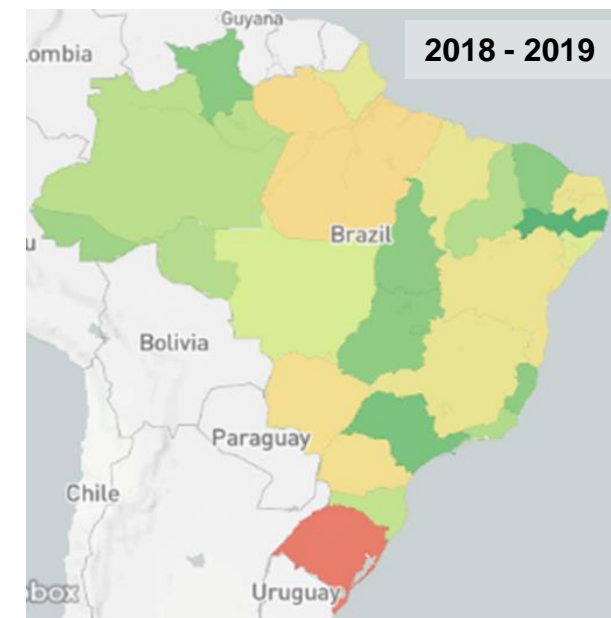 Guyana
ombia
2018 - 2019
Brazil
u
Bolivia
Paraguay
Chile
box
Uruguay